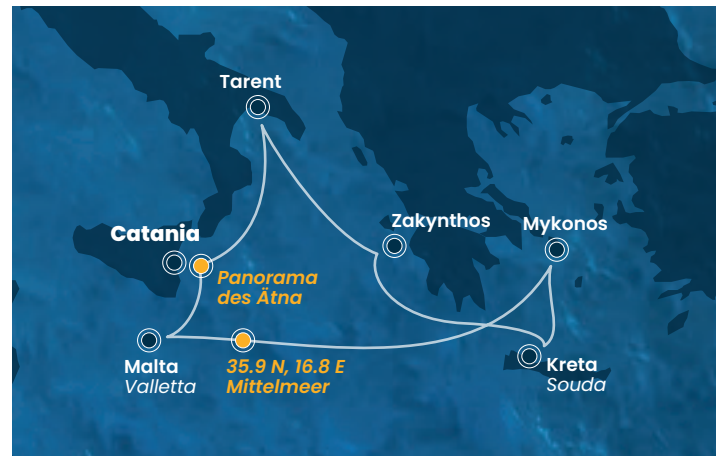 Tarent
Catania
Zakynthos
Mykonos
Panorama
des Ätna
Malta
Valletta
35.9 N, 16.8 E
Mittelmeer
Kreta
Souda